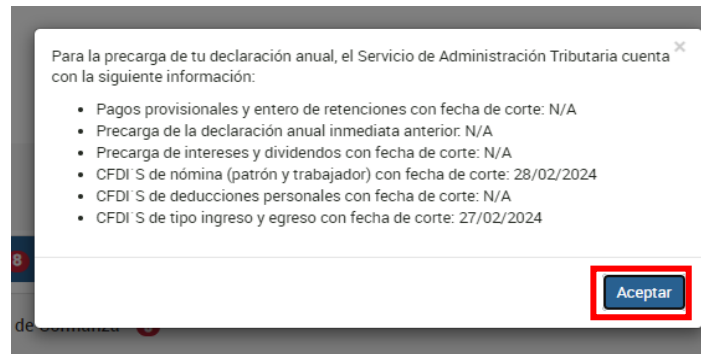 Para la precarga de tu declaración anual, el Servicio de Administración Tributaria cuenta ×
con la siguiente información:
• Pagos provisionales y entero de retenciones con fecha de corte: N/A
• Precarga de la declaración anual inmediata anterior: N/A
• Precarga de intereses y dividendos con fecha de corte: N/A
• CFDI´S de nómina (patrón y trabajador) con fecha de corte: 28/02/2024
• CFDI´S de deducciones personales con fecha de corte: N/A
• CFDI´S de tipo ingreso y egreso con fecha de corte: 27/02/2024
8
Aceptar
de